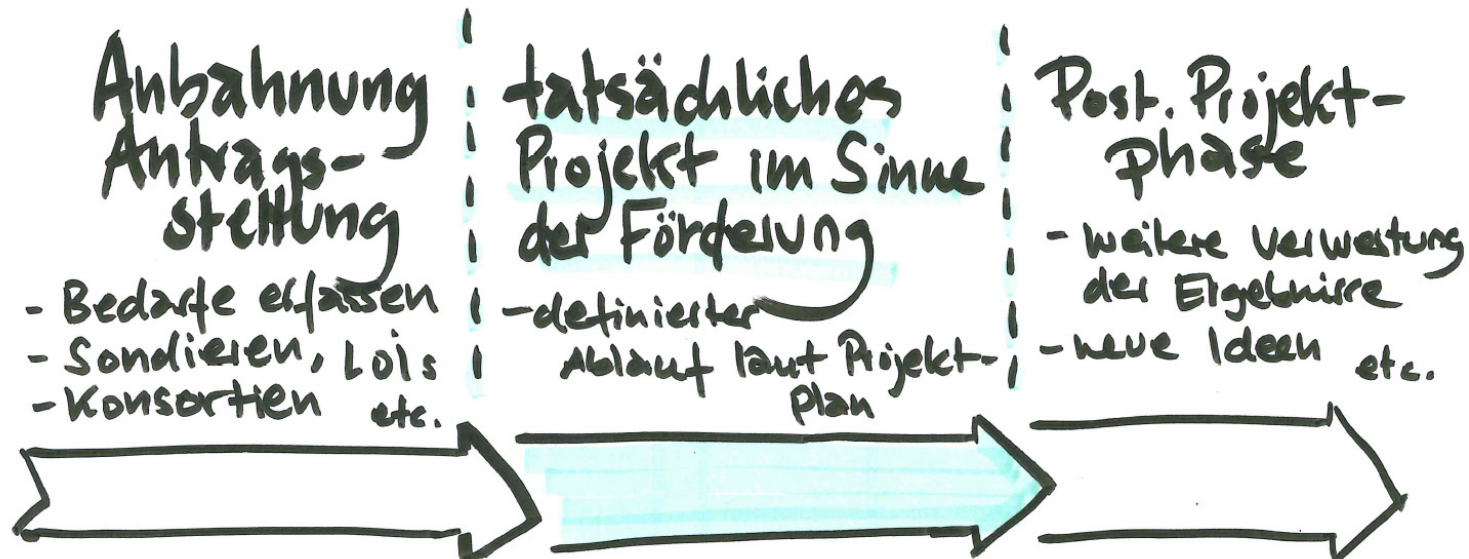 Anbahnung
Antrags-
stellung
- Bedarfe erfassen
- Sondieren, LoIs
- Konsortien etc.
tatsächliches
Projekt im Sinne
der Förderung
- definierter
Ablauf laut Projekt-
plan
Post. Projekt-
phase
- weitere Verwertung
der Ergebnisse
- neue Ideen etc.